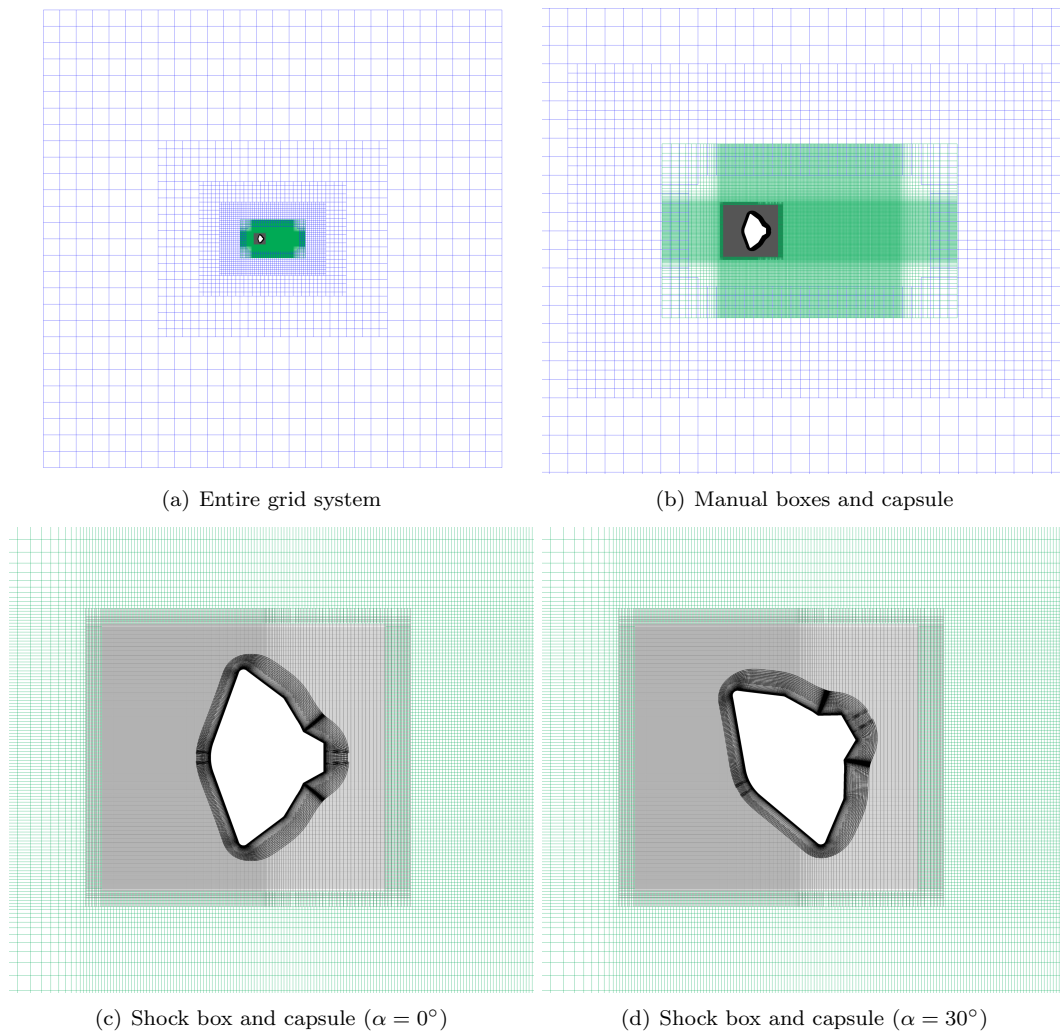 (a) Entire grid system
(b) Manual boxes and capsule
(c) Shock box and capsule (α = 0°)
(d) Shock box and capsule (α = 30°)